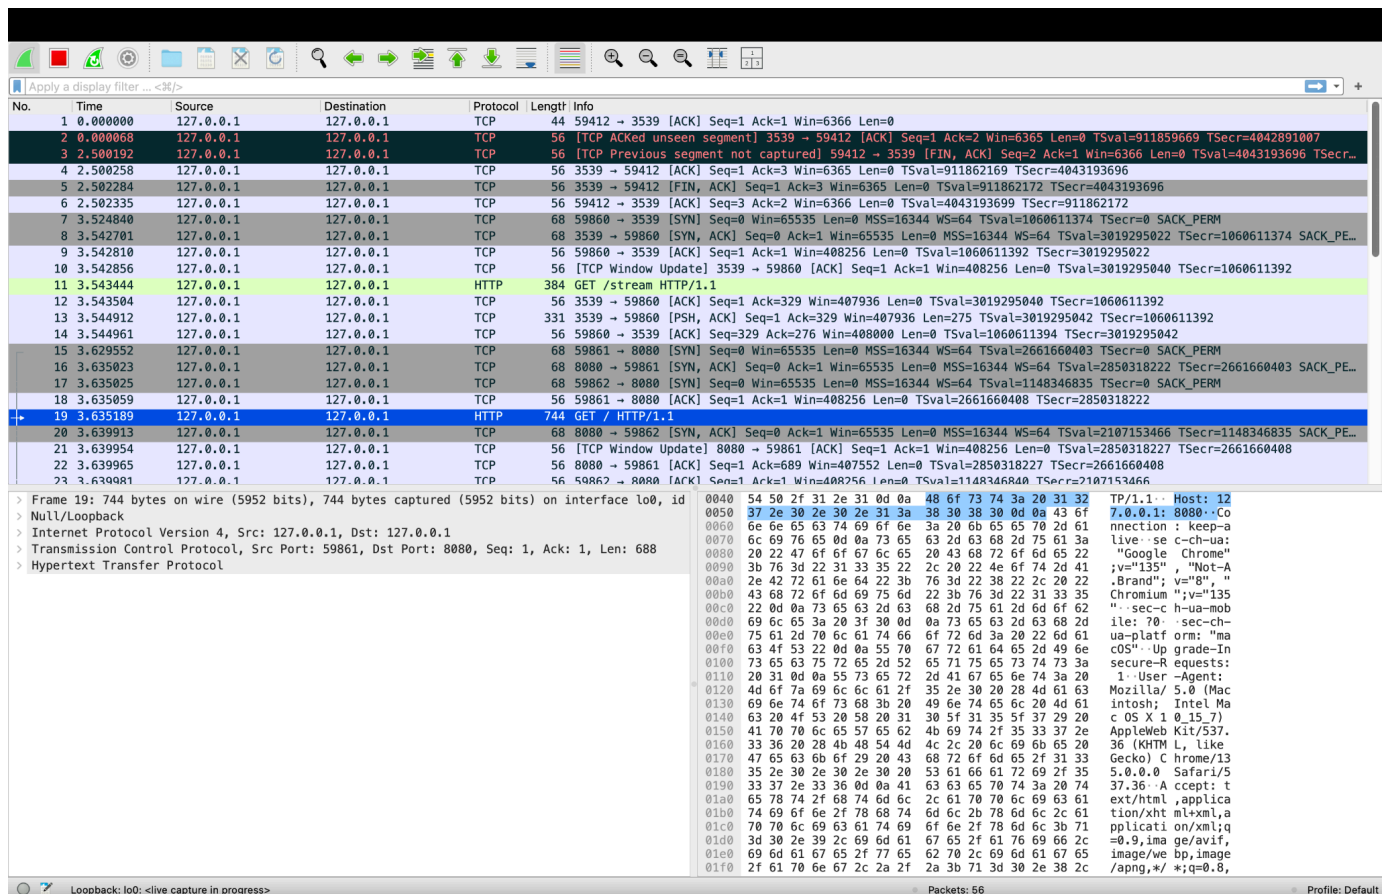 Apply a display filter ... <⌘/>
No. Time Source Destination Protocol Length Info
1 0.000000 127.0.0.1 127.0.0.1 TCP 44 59412 → 3539 [ACK] Seq=1 Ack=1 Win=6366 Len=0
2 0.000068 127.0.0.1 127.0.0.1 TCP 56 [TCP ACKed unseen segment] 3539 → 59412 [ACK] Seq=1 Ack=2 Win=6365 Len=0 TSval=911859669 TSecr=4042891007
3 2.500192 127.0.0.1 127.0.0.1 TCP 56 [TCP Previous segment not captured] 59412 → 3539 [FIN, ACK] Seq=2 Ack=1 Win=6366 Len=0 TSval=4043193696 TSecr…
4 2.500258 127.0.0.1 127.0.0.1 TCP 56 3539 → 59412 [ACK] Seq=1 Ack=3 Win=6365 Len=0 TSval=911862169 TSecr=4043193696
5 2.502284 127.0.0.1 127.0.0.1 TCP 56 3539 → 59412 [FIN, ACK] Seq=1 Ack=3 Win=6365 Len=0 TSval=911862172 TSecr=4043193696
6 2.502335 127.0.0.1 127.0.0.1 TCP 56 59412 → 3539 [ACK] Seq=3 Ack=2 Win=6366 Len=0 TSval=4043193699 TSecr=911862172
7 3.524840 127.0.0.1 127.0.0.1 TCP 68 59860 → 3539 [SYN] Seq=0 Win=65535 Len=0 MSS=16344 WS=64 TSval=1060611374 TSecr=0 SACK_PERM
8 3.542701 127.0.0.1 127.0.0.1 TCP 68 3539 → 59860 [SYN, ACK] Seq=0 Ack=1 Win=65535 Len=0 MSS=16344 WS=64 TSval=3019295022 TSecr=1060611374 SACK_PE…
9 3.542810 127.0.0.1 127.0.0.1 TCP 56 59860 → 3539 [ACK] Seq=1 Ack=1 Win=408256 Len=0 TSval=1060611392 TSecr=3019295022
10 3.542856 127.0.0.1 127.0.0.1 TCP 56 [TCP Window Update] 3539 → 59860 [ACK] Seq=1 Ack=1 Win=408256 Len=0 TSval=3019295040 TSecr=1060611392
11 3.543444 127.0.0.1 127.0.0.1 HTTP 384 GET /stream HTTP/1.1
12 3.543504 127.0.0.1 127.0.0.1 TCP 56 3539 → 59860 [ACK] Seq=1 Ack=329 Win=407936 Len=0 TSval=3019295040 TSecr=1060611392
13 3.544912 127.0.0.1 127.0.0.1 TCP 331 3539 → 59860 [PSH, ACK] Seq=1 Ack=329 Win=407936 Len=275 TSval=3019295042 TSecr=1060611392
14 3.544961 127.0.0.1 127.0.0.1 TCP 56 59860 → 3539 [ACK] Seq=329 Ack=276 Win=408000 Len=0 TSval=1060611394 TSecr=3019295042
15 3.629552 127.0.0.1 127.0.0.1 TCP 68 59861 → 8080 [SYN] Seq=0 Win=65535 Len=0 MSS=16344 WS=64 TSval=2661660403 TSecr=0 SACK_PERM
16 3.635023 127.0.0.1 127.0.0.1 TCP 68 8080 → 59861 [SYN, ACK] Seq=0 Ack=1 Win=65535 Len=0 MSS=16344 WS=64 TSval=2850318222 TSecr=2661660403 SACK_PE…
17 3.635025 127.0.0.1 127.0.0.1 TCP 68 59862 → 8080 [SYN] Seq=0 Win=65535 Len=0 MSS=16344 WS=64 TSval=1148346835 TSecr=0 SACK_PERM
18 3.635059 127.0.0.1 127.0.0.1 TCP 56 59861 → 8080 [ACK] Seq=1 Ack=1 Win=408256 Len=0 TSval=2661660408 TSecr=2850318222
19 3.635189 127.0.0.1 127.0.0.1 HTTP 744 GET / HTTP/1.1
20 3.639913 127.0.0.1 127.0.0.1 TCP 68 8080 → 59862 [SYN, ACK] Seq=0 Ack=1 Win=65535 Len=0 MSS=16344 WS=64 TSval=2107153466 TSecr=1148346835 SACK_PE…
21 3.639954 127.0.0.1 127.0.0.1 TCP 56 [TCP Window Update] 8080 → 59861 [ACK] Seq=1 Ack=1 Win=408256 Len=0 TSval=2850318227 TSecr=2661660408
22 3.639965 127.0.0.1 127.0.0.1 TCP 56 8080 → 59861 [ACK] Seq=1 Ack=689 Win=407552 Len=0 TSval=2850318227 TSecr=2661660408
23 3.639981 127.0.0.1 127.0.0.1 TCP 56 59862 → 8080 [ACK] Seq=1 Ack=1 Win=408256 Len=0 TSval=1148346840 TSecr=2107153466
Frame 19: 744 bytes on wire (5952 bits), 744 bytes captured (5952 bits) on interface lo0, id
Null/Loopback
Internet Protocol Version 4, Src: 127.0.0.1, Dst: 127.0.0.1
Transmission Control Protocol, Src Port: 59861, Dst Port: 8080, Seq: 1, Ack: 1, Len: 688
Hypertext Transfer Protocol
0040 54 50 2f 31 2e 31 0d 0a 48 6f 73 74 3a 20 31 32 TP/1.1·· Host: 12
0050 37 2e 30 2e 30 2e 31 3a 38 30 38 30 0d 0a 43 6f 7.0.0.1: 8080··Co
0060 6e 6e 65 63 74 69 6f 6e 3a 20 6b 65 65 70 2d 61 nnection : keep-a
0070 6c 69 76 65 0d 0a 73 65 63 2d 63 68 2d 75 61 3a live··se c-ch-ua:
0080 20 22 47 6f 6f 67 6c 65 20 43 68 72 6f 6d 65 22 "Google Chrome"
0090 3b 76 3d 22 31 33 35 22 2c 20 22 4e 6f 74 2d 41 ;v="135" , "Not-A
00a0 2e 42 72 61 6e 64 22 3b 76 3d 22 38 22 2c 20 22 .Brand"; v="8", "
00b0 43 68 72 6f 6d 69 75 6d 22 3b 76 3d 22 31 33 35 Chromium ";v="135
00c0 22 0d 0a 73 65 63 2d 63 68 2d 75 61 2d 6d 6f 62 "··sec-c h-ua-mob
00d0 69 6c 65 3a 20 3f 30 0d 0a 73 65 63 2d 63 68 2d ile: ?0· ·sec-ch-
00e0 75 61 2d 70 6c 61 74 66 6f 72 6d 3a 20 22 6d 61 ua-platf orm: "ma
00f0 63 4f 53 22 0d 0a 55 70 67 72 61 64 65 2d 49 6e cOS"··Up grade-In
0100 73 65 63 75 72 65 2d 52 65 71 75 65 73 74 73 3a secure-R equests:
0110 20 31 0d 0a 55 73 65 72 2d 41 67 65 6e 74 3a 20 1··User -Agent:
0120 4d 6f 7a 69 6c 6c 61 2f 35 2e 30 20 28 4d 61 63 Mozilla/ 5.0 (Mac
0130 69 6e 74 6f 73 68 3b 20 49 6e 74 65 6c 20 4d 61 intosh; Intel Ma
0140 63 20 4f 53 20 58 20 31 30 5f 31 35 5f 37 29 20 c OS X 1 0_15_7)
0150 41 70 70 6c 65 57 65 62 4b 69 74 2f 35 33 37 2e AppleWeb Kit/537.
0160 33 36 20 28 4b 48 54 4d 4c 2c 20 6c 69 6b 65 20 36 (KHTM L, like
0170 47 65 63 6b 6f 29 20 43 68 72 6f 6d 65 2f 31 33 Gecko) C hrome/13
0180 35 2e 30 2e 30 2e 30 20 53 61 66 61 72 69 2f 35 5.0.0.0 Safari/5
0190 33 37 2e 33 36 0d 0a 41 63 63 65 70 74 3a 20 74 37.36··A ccept: t
01a0 65 78 74 2f 68 74 6d 6c 2c 61 70 70 6c 69 63 61 ext/html ,applica
01b0 74 69 6f 6e 2f 78 68 74 6d 6c 2b 78 6d 6c 2c 61 tion/xht ml+xml,a
01c0 70 70 6c 69 63 61 74 69 6f 6e 2f 78 6d 6c 3b 71 pplicati on/xml;q
01d0 3d 30 2e 39 2c 69 6d 61 67 65 2f 61 76 69 66 2c =0.9,ima ge/avif,
01e0 69 6d 61 67 65 2f 77 65 62 70 2c 69 6d 61 67 65 image/we bp,image
01f0 2f 61 70 6e 67 2c 2a 2f 2a 3b 71 3d 30 2e 38 2c /apng,*/ *;q=0.8,
Loopback: lo0: <live capture in progress> Packets: 56 Profile: Default